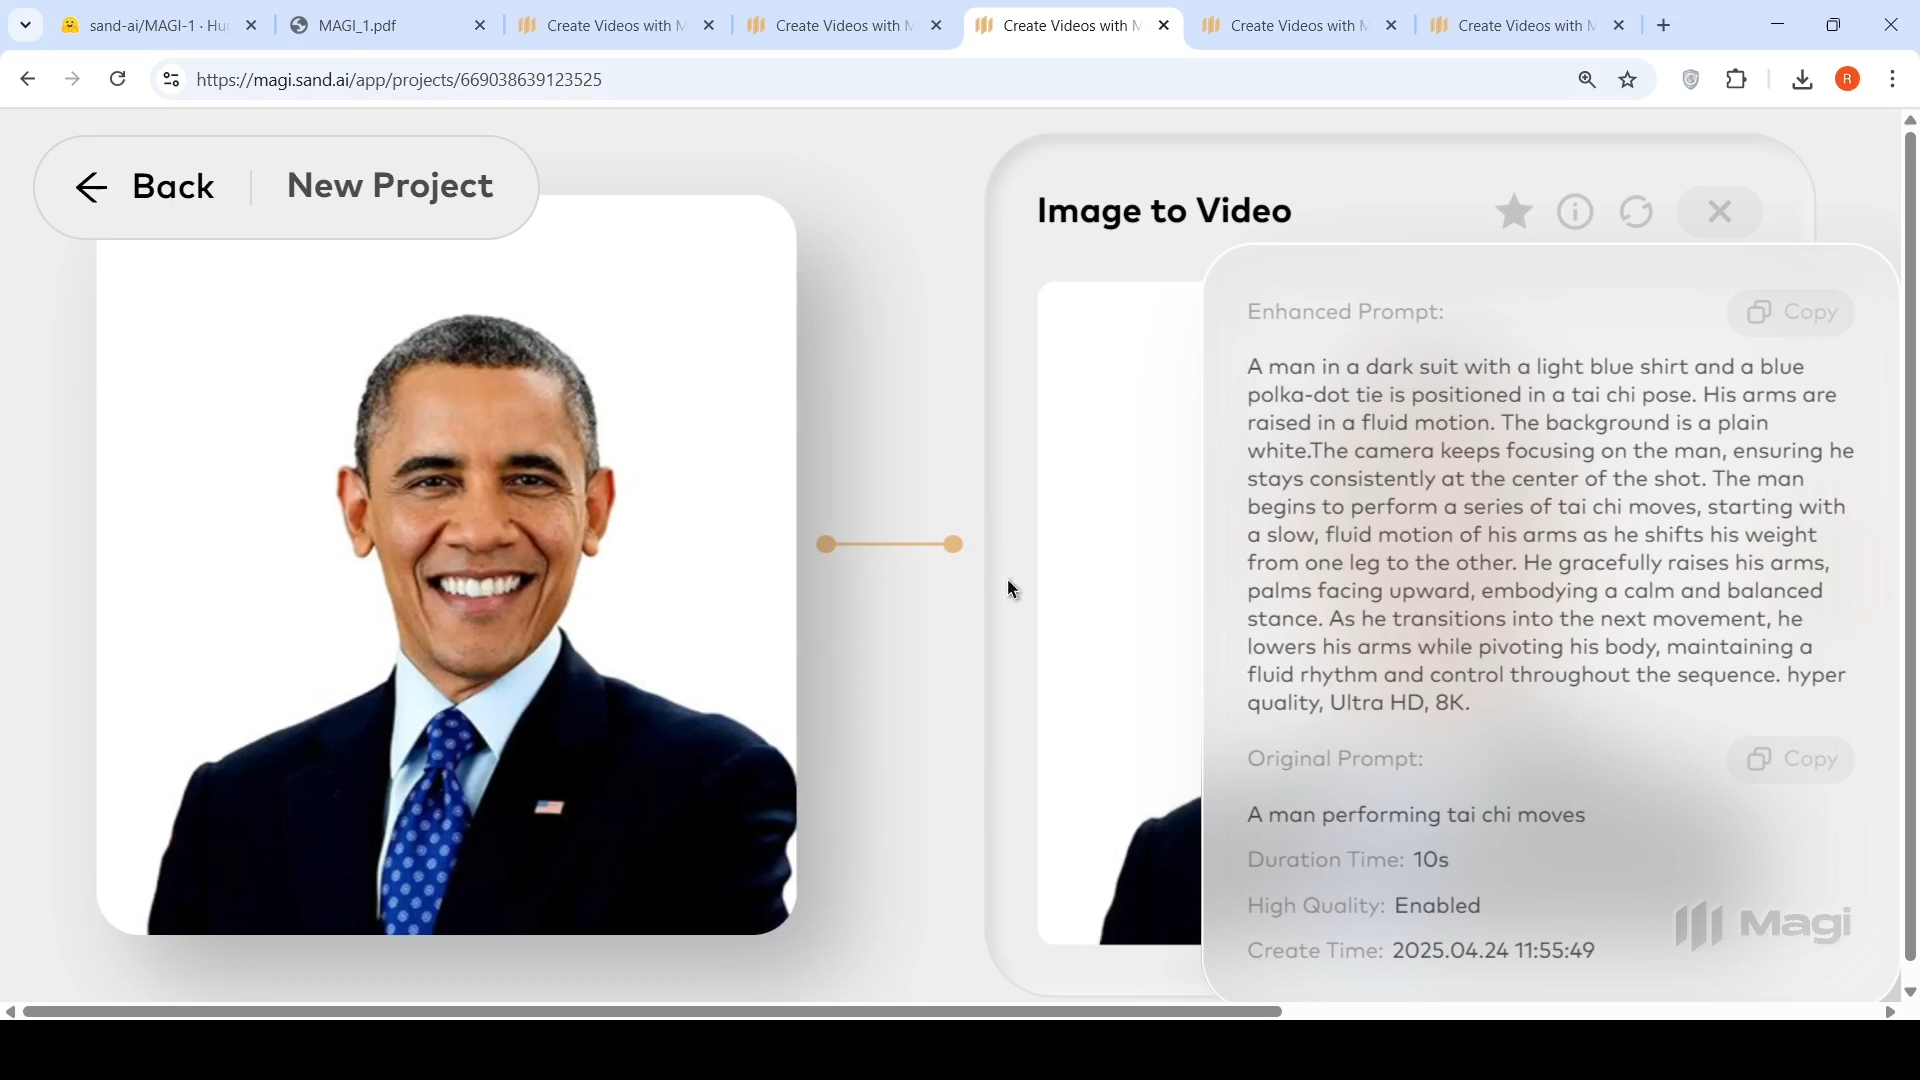 sand-ai/MAGI-1 · Hu
MAGI_1.pdf
Create Videos with M
Create Videos with M
Create Videos with M
Create Videos with M
Create Videos with M
https://magi.sand.ai/app/projects/669038639123525
R
Back
New Project
Image to Video
Enhanced Prompt:
Copy
A man in a dark suit with a light blue shirt and a blue
polka-dot tie is positioned in a tai chi pose. His arms are
raised in a fluid motion. The background is a plain
white.The camera keeps focusing on the man, ensuring he
stays consistently at the center of the shot. The man
begins to perform a series of tai chi moves, starting with
a slow, fluid motion of his arms as he shifts his weight
from one leg to the other. He gracefully raises his arms,
palms facing upward, embodying a calm and balanced
stance. As he transitions into the next movement, he
lowers his arms while pivoting his body, maintaining a
fluid rhythm and control throughout the sequence. hyper
quality, Ultra HD, 8K.
Original Prompt:
Copy
A man performing tai chi moves
Duration Time: 10s
High Quality: Enabled
Create Time: 2025.04.24 11:55:49
Magi